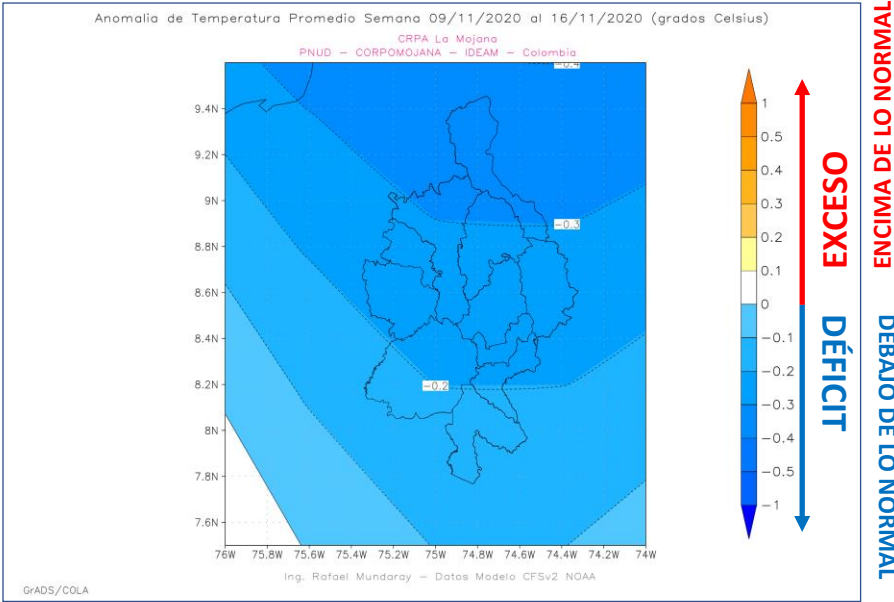 Anomalia de Temperatura Promedio Semana 09/11/2020 al 16/11/2020 (grados Celsius)
CRPA La Mojana
PNUD – CORPOMOJANA – IDEAM – Colombia
9.4N
9.2N
9N
8.8N
8.6N
8.4N
8.2N
8N
7.8N
7.6N
76W 75.8W 75.6W 75.4W 75.2W 75W 74.8W 74.6W 74.4W 74.2W 74W
-0.4
-0.3
-0.2
1
0.5
0.4
0.3
0.2
0.1
0
-0.1
-0.2
-0.3
-0.4
-0.5
-1
EXCESO
DÉFICIT
ENCIMA DE LO NORMAL
DEBAJO DE LO NORMAL
Ing. Rafael Mundaray – Datos Modelo CFSv2 NOAA
GrADS/COLA